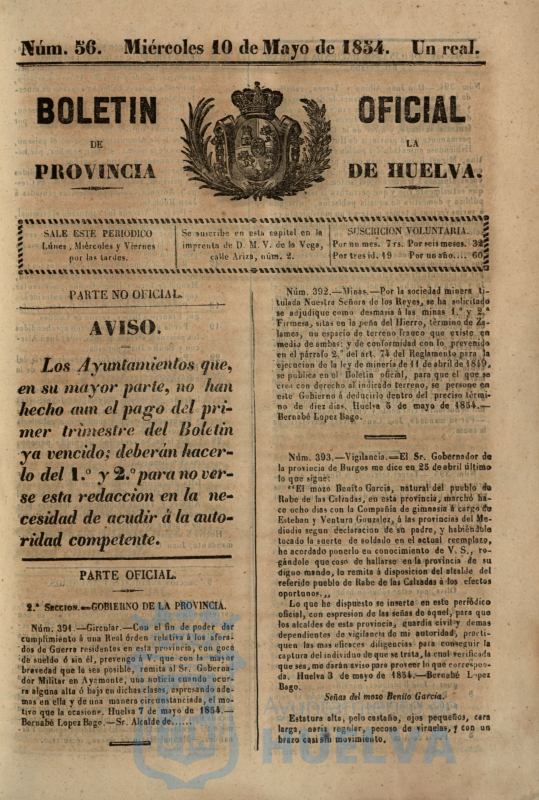 Núm. 56. Miércoles 10 de Mayo de 1854. Un real.
BOLETIN OFICIAL
DE LA
PROVINCIA DE HUELVA.
SALE ESTE PERIODICO
Lúnes, Miércoles y Viernes
por las tardes.
Se suscribe en esta capital en la
imprenta de D. M. V. de la Vega,
calle Ariza, núm. 2.
SUSCRICION VOLUNTARIA.
Por un mes. 7 rs. Por seis meses. 32
Por tres id. 19 Por un año.... 60
PARTE NO OFICIAL.
AVISO.
Los Ayuntamientos que,
en su mayor parte, no han
hecho aun el pago del pri-
mer trimestre del Boletin
ya vencido; deberán hacer-
lo del 1.º y 2.º para no ver-
se esta redaccion en la ne-
cesidad de acudir á la auto-
ridad competente.
PARTE OFICIAL.
2.ª Seccion.—GOBIERNO DE LA PROVINCIA.
Núm. 391.—Circular.—Con el fin de poder dar
cumplimiento á una Real órden relativa á los afora-
dos de Guerra residentes en esta provincia, con goce
de sueldo ó sin él, prevengo á V. que con la mayor
bravedad que le sea posible, remita al Sr. Goberna-
dor Militar en Ayamonte, una noticia cuando ocur-
ra alguna alta ó baja en dichas clases, espresando ade-
mas en ella y de una manera circunstanciada, el mo-
tivo que la ocasione. Huelva 7 de mayo de 1854.—
Bernabé Lopez Bago.—Sr. Alcalde de......
Núm. 392.—Minas.—Por la sociedad minera ti-
tulada Nuestra Señora de los Reyes, se ha solicitado
se adjudique como desmasia á las minas 1.ª y 2.ª
Firmesa, sitas en la peña del Hierro, término de Za-
lamea, un espacio de terreno franco que existe en
medio de ambas; y de conformidad con lo prevenido
en el párrafo 2.º del art. 74 del Reglamento para la
ejecucion de la ley de minería de 11 de abril de 1849,
se publica en el Boletin oficial, para que el que se
crea con derecho al indicado terreno, se persone en
este Gobierno á deducirlo dentro del preciso térmi-
no de diez dias. Huelva 5 de mayo de 1854.—
Bernabé Lopez Bago.
Núm. 393.—Vigilancia.—El Sr. Gobernador de
la provincia de Burgos me dice en 25 de abril último
lo que sigue:
"El mozo Benito García, natural del pueblo de
Rabe de las Calzadas, en esta provincia, marchó ha-
ce ocho dias con la Compañia de gimnasia á cargo de
Esteban y Ventura Gonzalez, á las provincias del Me-
diodia segun declaracion de su padre, y habiéndole
tocado la suerte de soldado en el actual reemplazo,
he acordado ponerlo en conocimiento de V. S., ro-
gándole que caso de hallarse en la provincia de su
digno mando, lo remita á disposicion del alcalde del
referido pueblo de Rabe de las Calzadas á los efectos
oportunos.,,
Lo que he dispuesto se inserte en este periódico
oficial, con espresion de las señas de aquel, para que
los alcaldes de esta provincia, guardia civil y demas
dependientes de vigilancia de mi autoridad, practi-
quen las mas eficaces diligencias para conseguir la
captura del individuo de que se trata, la cual verificada
que sea, me darán aviso para proveer lo que correspon-
da. Huelva 3 de mayo de 1854.—Bernabé Lopez
Bago.
Señas del mozo Benito García.
Estatura alta, pelo castaño, ojos pequeños, cara
larga, naria regular, pecoso de viruelas, y con un
brazo casi sin movimiento.
Ayuntamiento de
HUELVA